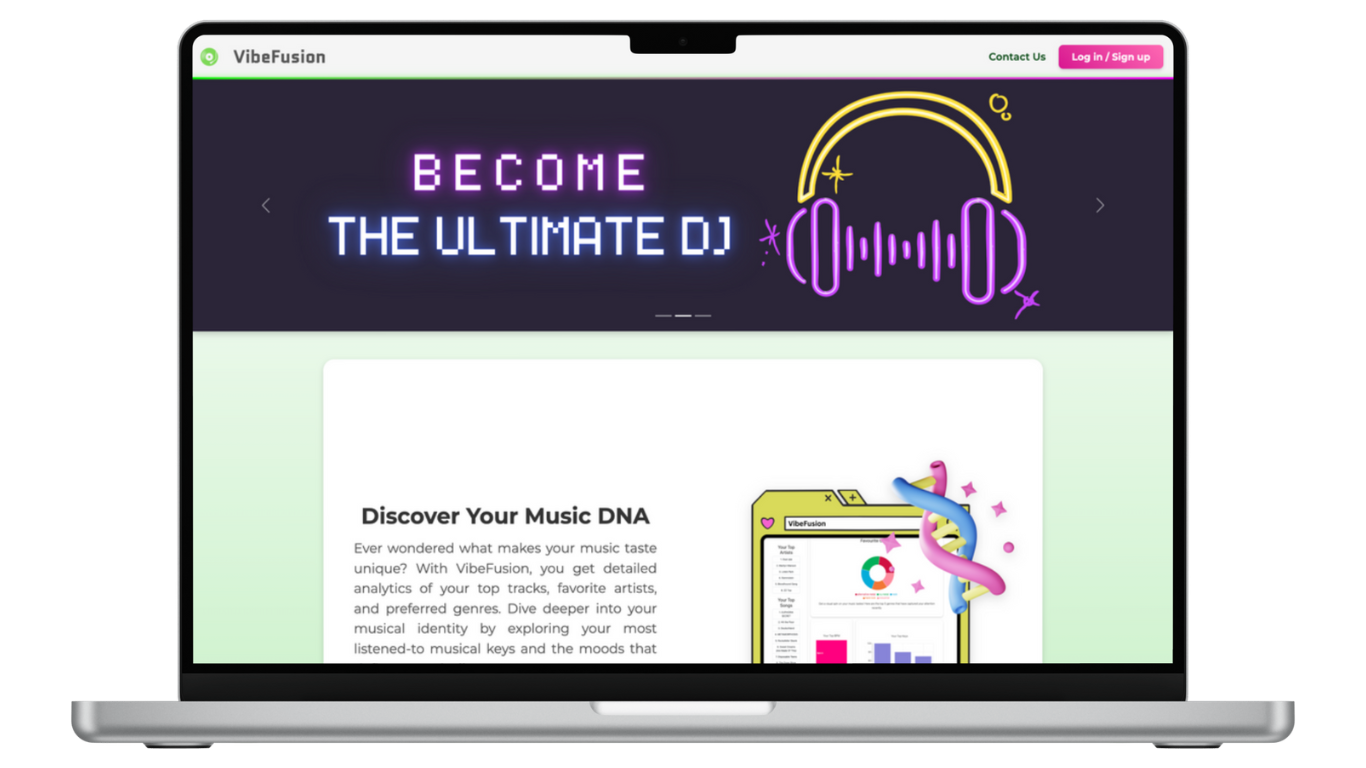 VibeFusion
Contact Us
Log in / Sign up
BECOME
THE ULTIMATE DJ
Discover Your Music DNA
Ever wondered what makes your music taste
unique? With VibeFusion, you get detailed
analytics of your top tracks, favorite artists,
and preferred genres. Dive deeper into your
musical identity by exploring your most
listened-to musical keys and the moods that
VibeFusion
Your Top
Artists
Your Top
Songs